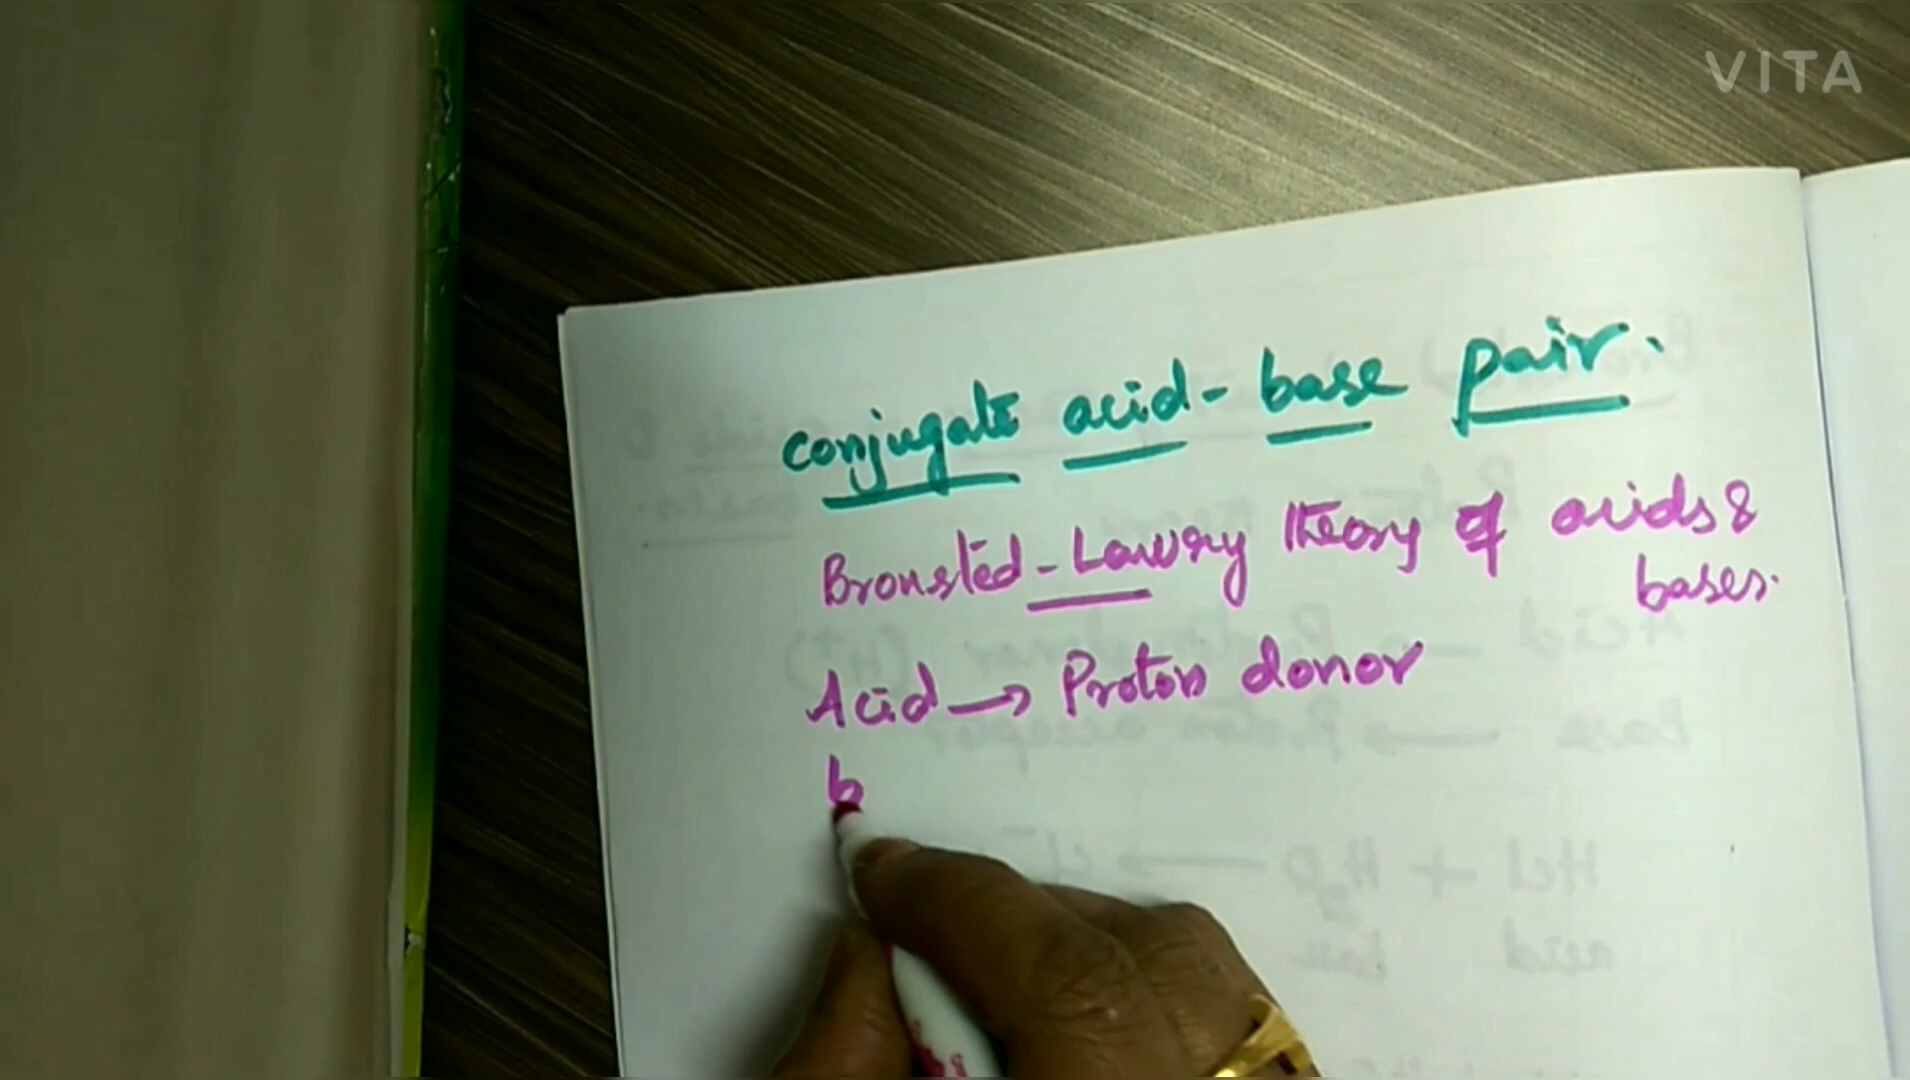 VITA
conjugate acid-base pair.
Bronsted-Lowry theory of acids &
bases.
Acid → Proton donor
b